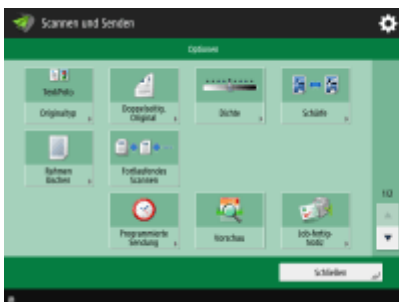 Scannen und Senden
Optionen
Text/Foto
Originaltyp
Doppelseitig.
Original
Dichte
Schärfe
Rahmen
löschen
Fortlaufendes
Scannen
Programmierte
Sendung
Vorschau
Job-fertig-
Notiz
1/2
Schließen